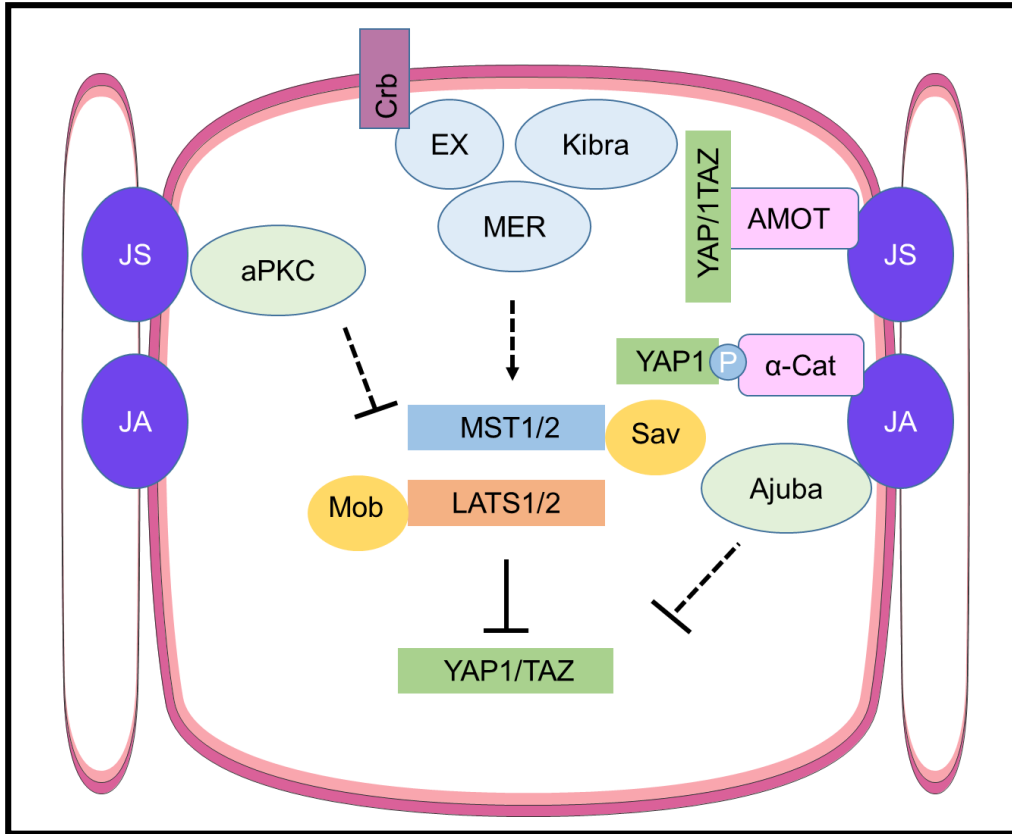 Crb
EX
Kibra
MER
YAP/1TAZ
AMOT
JS
aPKC
JS
YAP1
P
α-Cat
JA
JA
MST1/2
Sav
Ajuba
Mob
LATS1/2
YAP1/TAZ